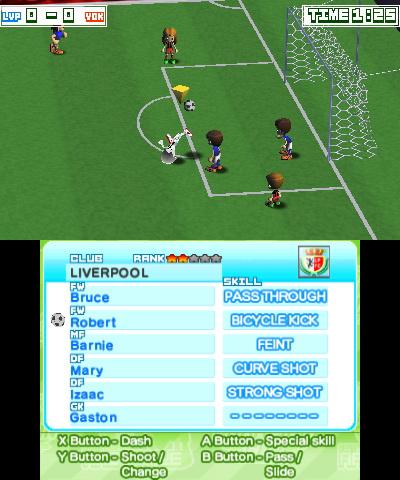 LVP 0 - 0 YOK TIME 1:25
CLUB RANK
LIVERPOOL
SKILL
FW
Bruce PASS THROUGH
FW
Robert BICYCLE KICK
MF
Barnie FEINT
DF
Mary CURVE SHOT
DF
Izaac STRONG SHOT
GK
Gaston --------
X Button - Dash A Button - Special skill
Y Button - Shoot/ B Button - Pass/
Change Slide